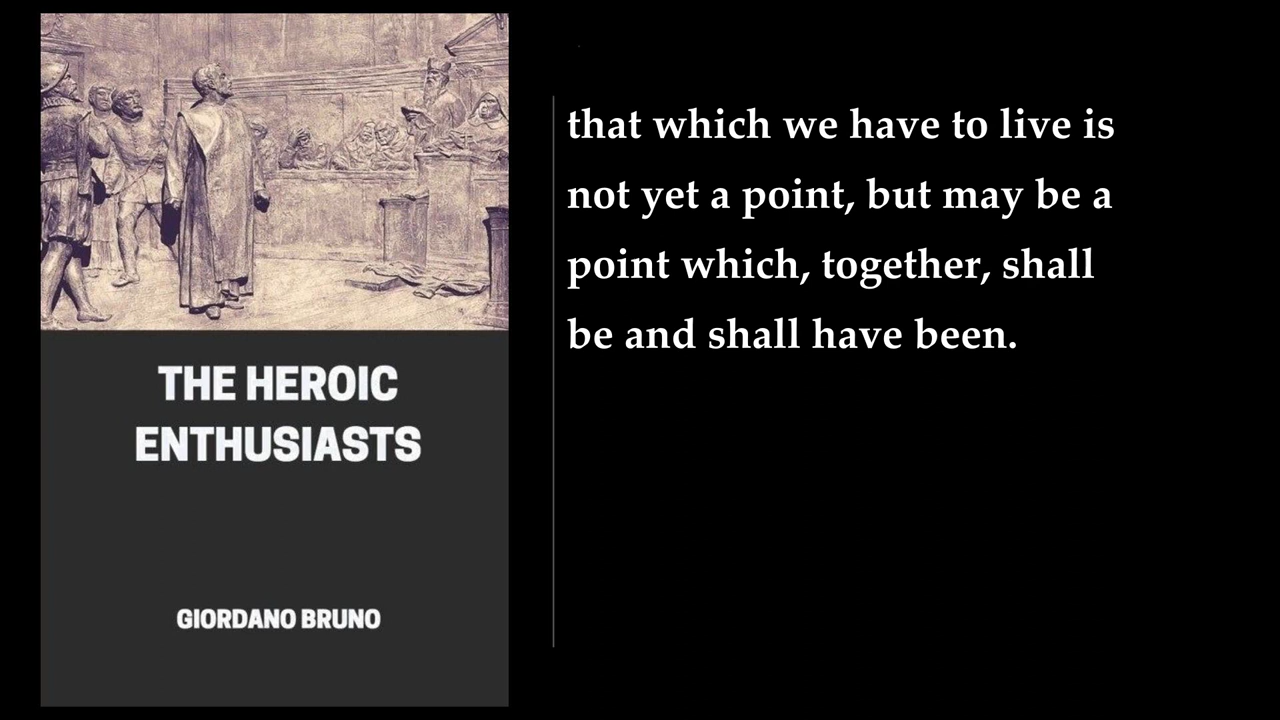 THE HEROIC
ENTHUSIASTS
GIORDANO BRUNO
that which we have to live is
not yet a point, but may be a
point which, together, shall
be and shall have been.